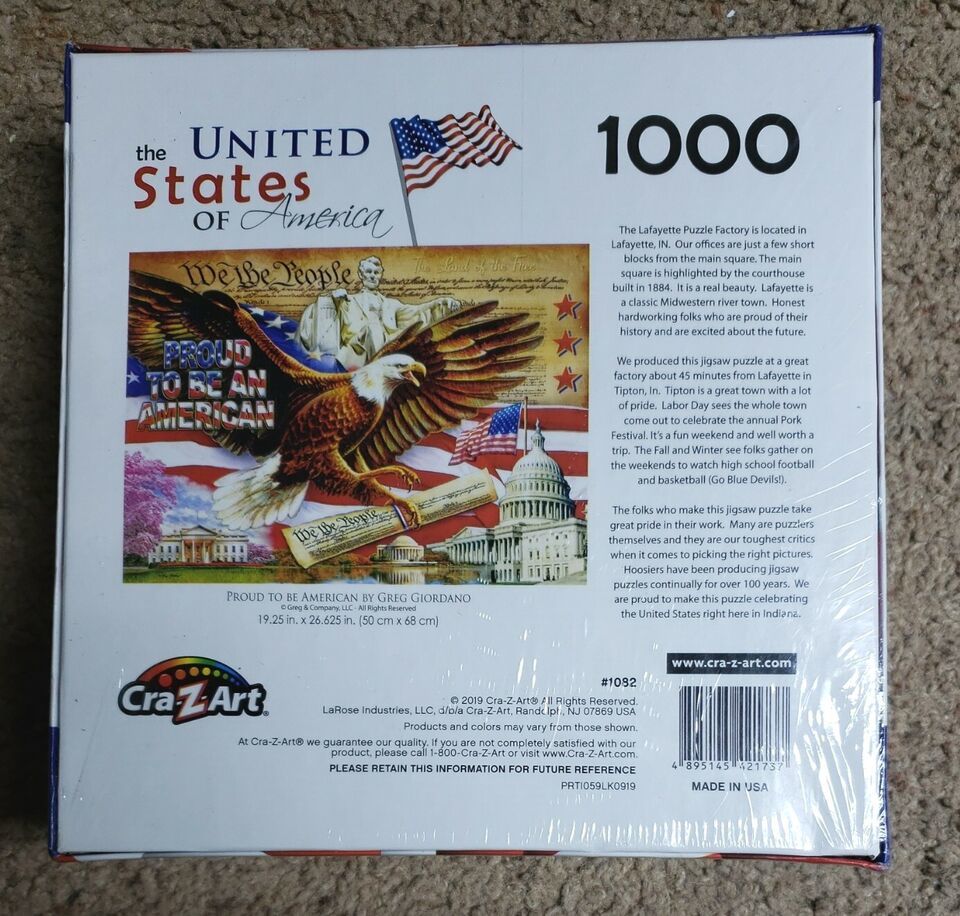 the UNITED
States
OF America
1000
We the People
The Land of the Free
PROUD
TO BE AN
AMERICAN
We the People
PROUD TO BE AMERICAN BY GREG GIORDANO
© Greg & Company, LLC - All Rights Reserved
19.25 in. x 26.625 in. (50 cm x 68 cm)
The Lafayette Puzzle Factory is located in
Lafayette, IN. Our offices are just a few short
blocks from the main square. The main
square is highlighted by the courthouse
built in 1884. It is a real beauty. Lafayette is
a classic Midwestern river town. Honest
hardworking folks who are proud of their
history and are excited about the future.
We produced this jigsaw puzzle at a great
factory about 45 minutes from Lafayette in
Tipton, In. Tipton is a great town with a lot
of pride. Labor Day sees the whole town
come out to celebrate the annual Pork
Festival. It's a fun weekend and well worth a
trip. The Fall and Winter see folks gather on
the weekends to watch high school football
and basketball (Go Blue Devils!).
The folks who make this jigsaw puzzle take
great pride in their work. Many are puzzlers
themselves and they are our toughest critics
when it comes to picking the right pictures.
Hoosiers have been producing jigsaw
puzzles continually for over 100 years. We
are proud to make this puzzle celebrating
the United States right here in Indiana.
www.cra-z-art.com
Cra-Z-Art®
#1082
© 2019 Cra-Z-Art® All Rights Reserved.
LaRose Industries, LLC, d/b/a Cra-Z-Art, Randolph, NJ 07869 USA
Products and colors may vary from those shown.
At Cra-Z-Art® we guarantee our quality. If you are not completely satisfied with our
product, please call 1-800-Cra-Z-Art or visit www.Cra-Z-Art.com.
PLEASE RETAIN THIS INFORMATION FOR FUTURE REFERENCE
PRTI059LK0919
4 895145 421737
MADE IN USA